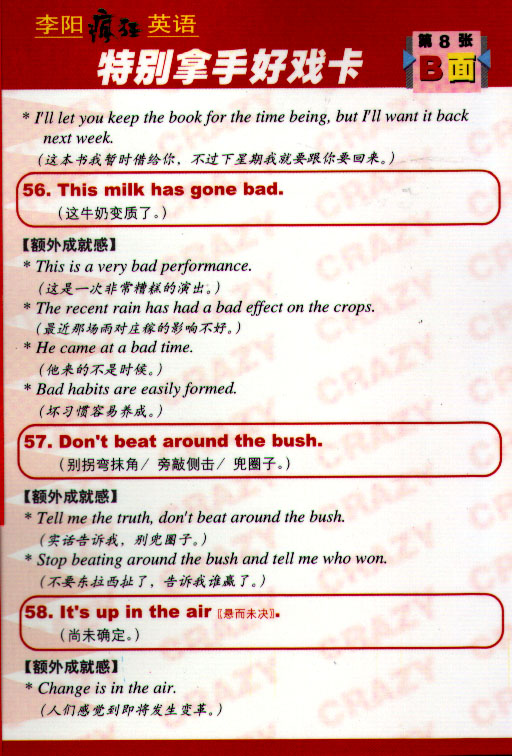 李阳疯狂英语
特别拿手好戏卡
第8张
B面
* I'll let you keep the book for the time being, but I'll want it back
next week.
（这本书我暂时借给你，不过下星期我就要跟你要回来。）
56. This milk has gone bad.
（这牛奶变质了。）
【额外成就感】
* This is a very bad performance.
（这是一次非常糟糕的演出。）
* The recent rain has had a bad effect on the crops.
（最近那场雨对庄稼的影响不好。）
* He came at a bad time.
（他来的不是时候。）
* Bad habits are easily formed.
（坏习惯容易养成。）
57. Don't beat around the bush.
（别拐弯抹角/ 旁敲侧击/ 兜圈子。）
【额外成就感】
* Tell me the truth, don't beat around the bush.
（实话告诉我，别兜圈子。）
* Stop beating around the bush and tell me who won.
（不要东拉西扯了，告诉我谁赢了。）
58. It's up in the air〖悬而未决〗.
（尚未确定。）
【额外成就感】
* Change is in the air.
（人们感觉到即将发生变革。）
CRAZY